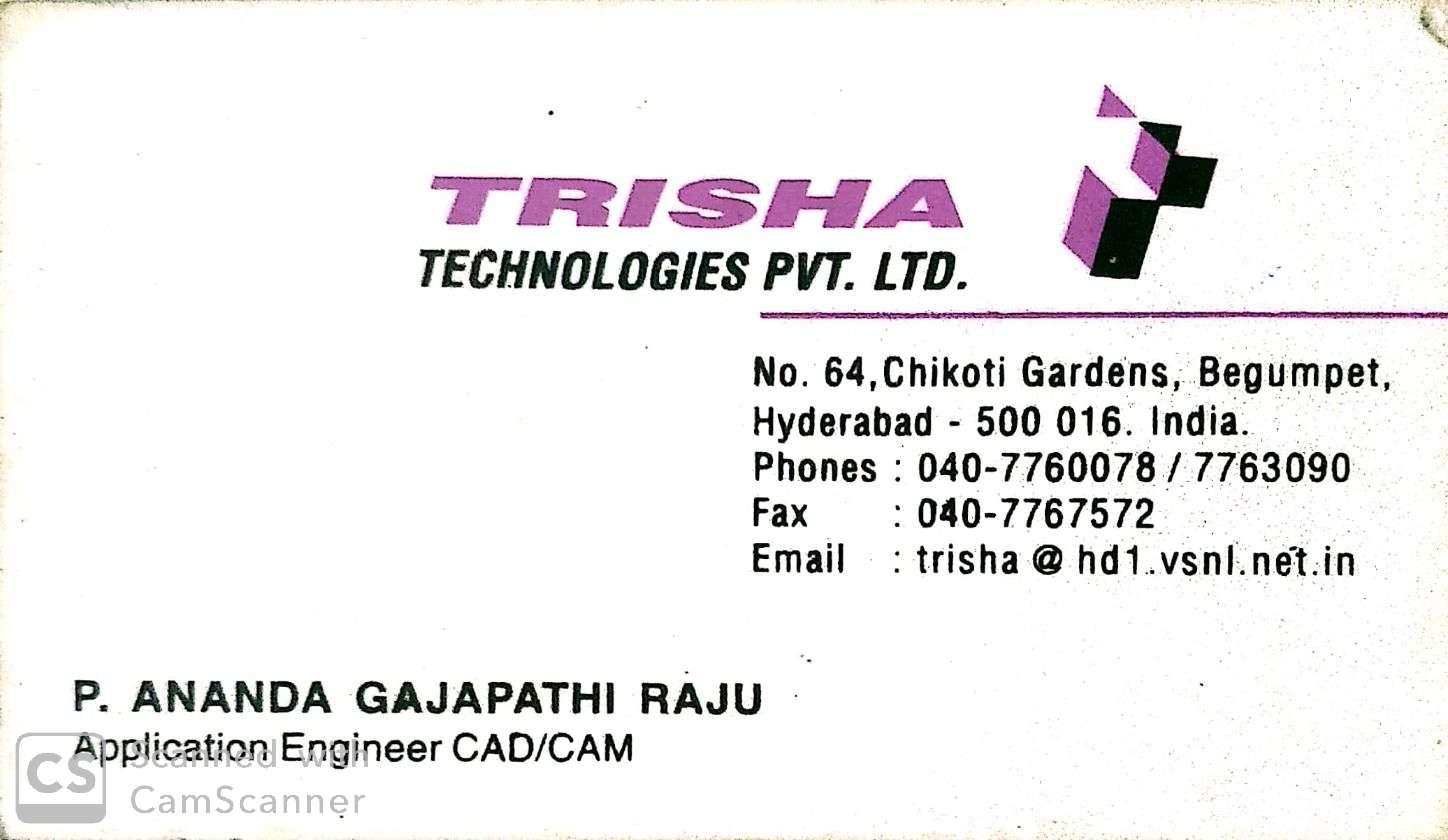 TRISHA
TECHNOLOGIES PVT. LTD.
No. 64,Chikoti Gardens, Begumpet,
Hyderabad - 500 016. India.
Phones : 040-7760078 / 7763090
Fax : 040-7767572
Email : trisha @ hd1.vsnl.net.in
P. ANANDA GAJAPATHI RAJU
Application Engineer CAD/CAM
CS Scanned with
CamScanner